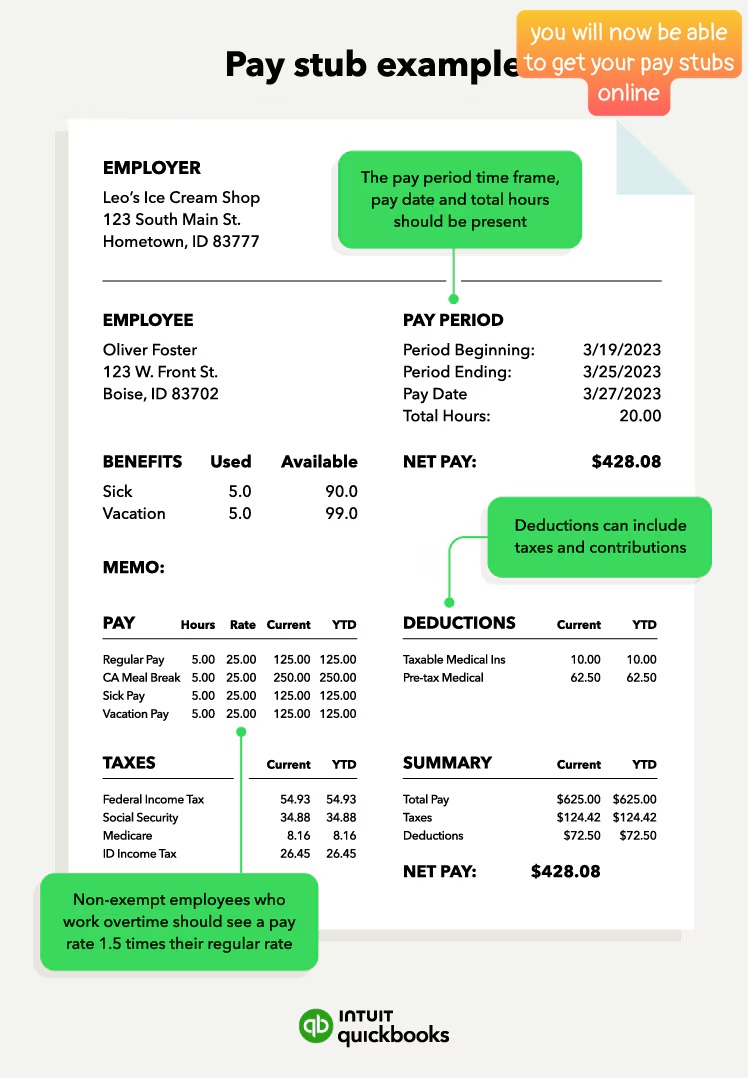 Pay stub example
you will now be able
to get your pay stubs
online
EMPLOYER
Leo's Ice Cream Shop
123 South Main St.
Hometown, ID 83777
The pay period time frame,
pay date and total hours
should be present
EMPLOYEE
Oliver Foster
123 W. Front St.
Boise, ID 83702
PAY PERIOD
Period Beginning: 3/19/2023
Period Ending: 3/25/2023
Pay Date 3/27/2023
Total Hours: 20.00
BENEFITS Used Available
Sick 5.0 90.0
Vacation 5.0 99.0
NET PAY: $428.08
Deductions can include
taxes and contributions
MEMO:
PAY Hours Rate Current YTD
Regular Pay 5.00 25.00 125.00 125.00
CA Meal Break 5.00 25.00 250.00 250.00
Sick Pay 5.00 25.00 125.00 125.00
Vacation Pay 5.00 25.00 125.00 125.00
DEDUCTIONS Current YTD
Taxable Medical Ins 10.00 10.00
Pre-tax Medical 62.50 62.50
TAXES Current YTD
Federal Income Tax 54.93 54.93
Social Security 34.88 34.88
Medicare 8.16 8.16
ID Income Tax 26.45 26.45
SUMMARY Current YTD
Total Pay $625.00 $625.00
Taxes $124.42 $124.42
Deductions $72.50 $72.50
NET PAY: $428.08
Non-exempt employees who
work overtime should see a pay
rate 1.5 times their regular rate
qb INTUIT
quickbooks